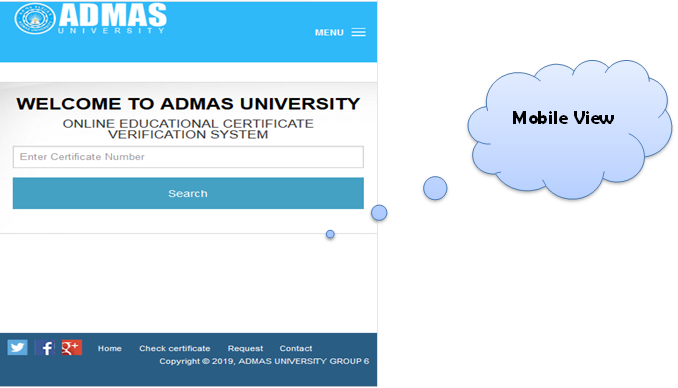 ADMAS
UNIVERSITY
MENU
WELCOME TO ADMAS UNIVERSITY
ONLINE EDUCATIONAL CERTIFICATE
VERIFICATION SYSTEM
Enter Certificate Number
Search
Mobile View
Home Check certificate Request Contact
Copyright © 2019, ADMAS UNIVERSITY GROUP 6